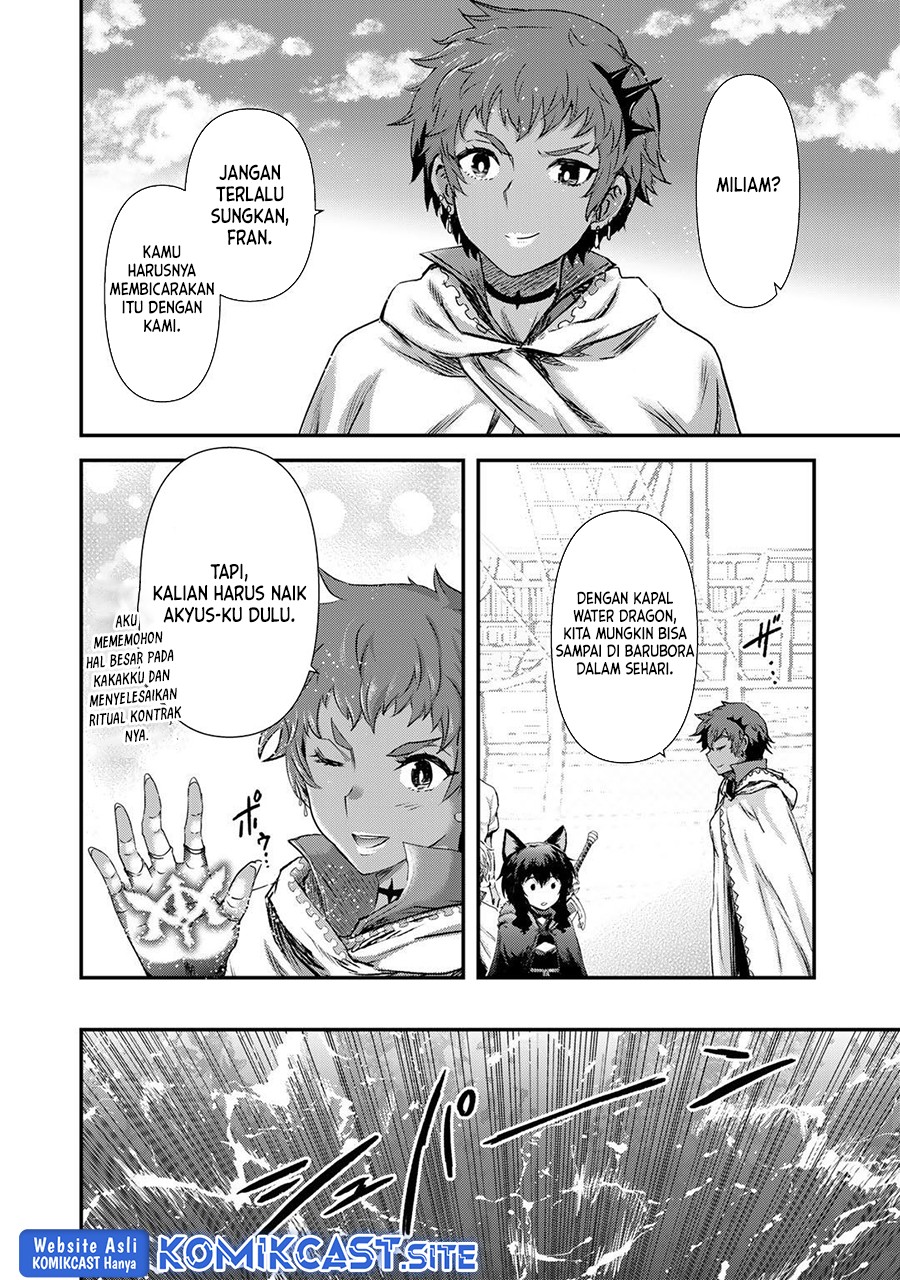 MILIAM?
JANGAN
TERLALU
SUNGKAN,
FRAN.
KAMU
HARUSNYA
MEMBICARAKAN
ITU DENGAN
KAMI.
DENGAN KAPAL
WATER DRAGON,
KITA MUNGKIN BISA
SAMPAI DI BARUBORA
DALAM SEHARI.
ザッ…
TAPI,
KALIAN HARUS NAIK
AKYUS-KU DULU.
AKU
MEMEMOHON
HAL BESAR PADA
KAKAKKU DAN
MENYELESAIKAN
RITUAL KONTRAK
NYA.
ポゥ…
シュパーン
Website Asli
KOMIKCAST Hanya
KOMIKCAST.SITE